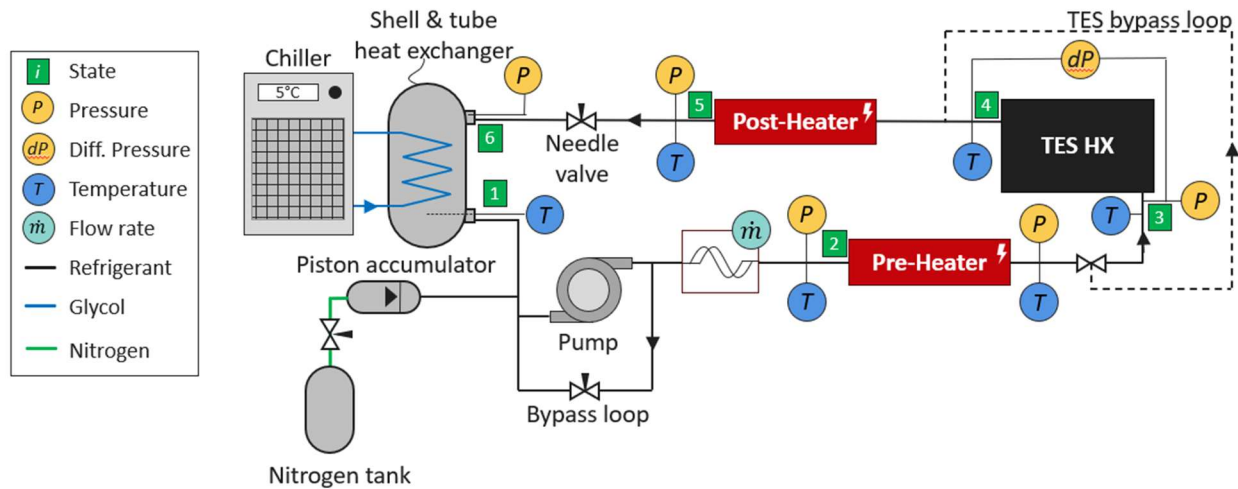 i State
P Pressure
dP Diff. Pressure
T Temperature
ṁ Flow rate
Refrigerant
Glycol
Nitrogen
Chiller
5°C
Shell & tube
heat exchanger
P
6
1
T
Needle
valve
P
5
T
Post-Heater
TES bypass loop
dP
4
T
TES HX
T
3
P
Piston accumulator
Pump
Bypass loop
Nitrogen tank
ṁ
P
2
T
Pre-Heater
P
T